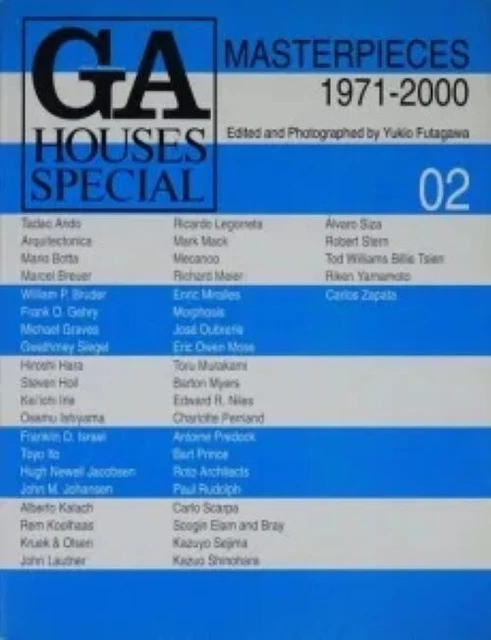 GA
HOUSES
SPECIAL
MASTERPIECES
1971-2000
Edited and Photographed by Yukio Futagawa
02
Tadao Ando
Arquitectonica
Mario Botta
Marcel Breuer
William P. Bruder
Frank O. Gehry
Michael Graves
Gwathmey Siegel
Hiroshi Hara
Steven Holl
Kei'ichi Irie
Osamu Ishiyama
Franklin D. Israel
Toyo Ito
Hugh Newell Jacobsen
John M. Johansen
Alberto Kalach
Rem Koolhaas
Krueck & Olsen
John Lautner
Ricardo Legorreta
Mark Mack
Mecanoo
Richard Meier
Enric Miralles
Morphosis
José Oubrerie
Eric Owen Moss
Toru Murakami
Barton Myers
Edward R. Niles
Charlotte Perriand
Antoine Predock
Bart Prince
Roto Architects
Paul Rudolph
Carlo Scarpa
Scogin Elam and Bray
Kazuyo Sejima
Kazuo Shinohara
Álvaro Siza
Robert Stern
Tod Williams Billie Tsien
Riken Yamamoto
Carlos Zapata